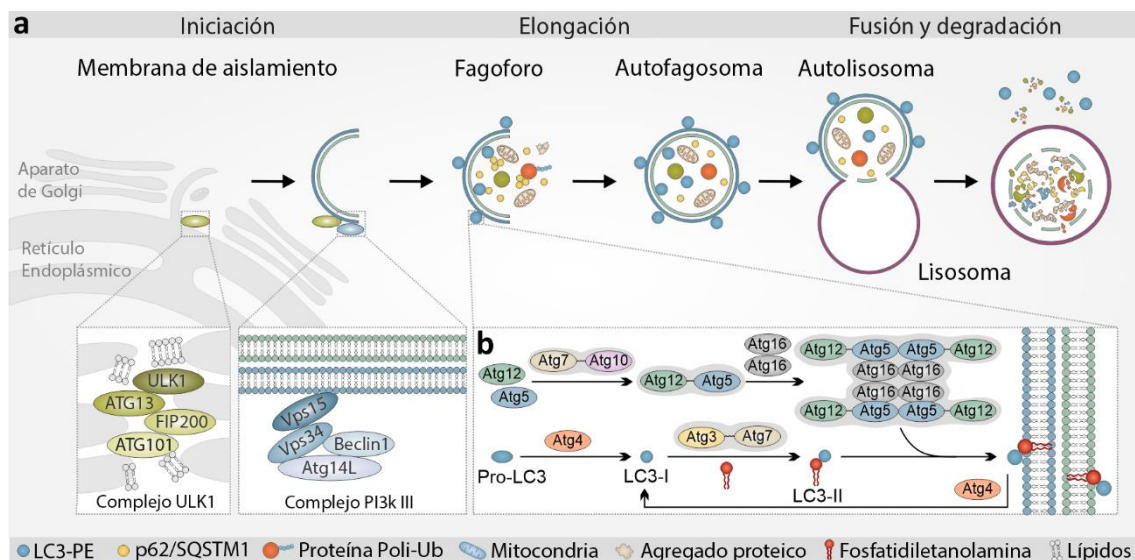 a
Iniciación
Elongación
Fusión y degradación
Membrana de aislamiento
Fagoforo
Autofagosoma
Autolisosoma
Aparato
de Golgi
Retículo
Endoplásmico
Lisosoma
ULK1
ATG13
FIP200
ATG101
Complejo ULK1
Vps15
Vps34
Beclin1
Atg14L
Complejo PI3k III
b
Atg12
Atg5
Atg7
Atg10
Atg12
Atg5
Atg16
Atg16
Atg12
Atg5
Atg5
Atg12
Atg16
Atg16
Atg16
Atg16
Atg12
Atg5
Atg5
Atg12
Pro-LC3
Atg4
LC3-I
Atg3
Atg7
LC3-II
Atg4
LC3-PE
p62/SQSTM1
Proteína Poli-Ub
Mitocondria
Agregado proteico
Fosfatidiletanolamina
Lípidos